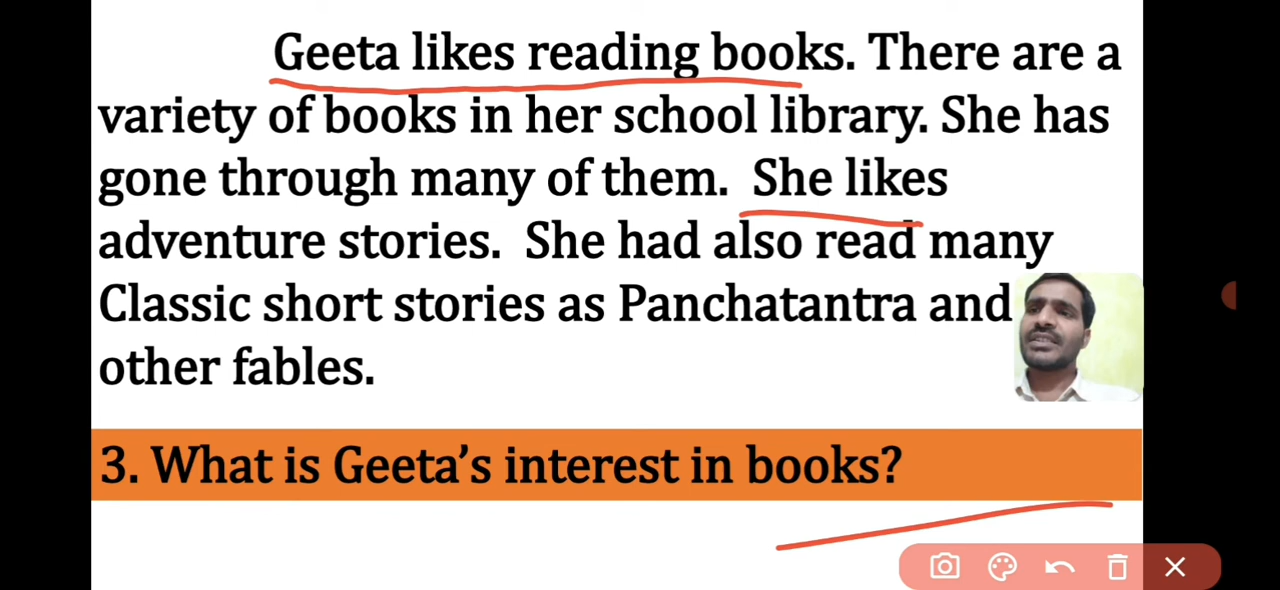 Geeta likes reading books. There are a
variety of books in her school library. She has
gone through many of them. She likes
adventure stories. She had also read many
Classic short stories as Panchatantra and
other fables.
3. What is Geeta’s interest in books?